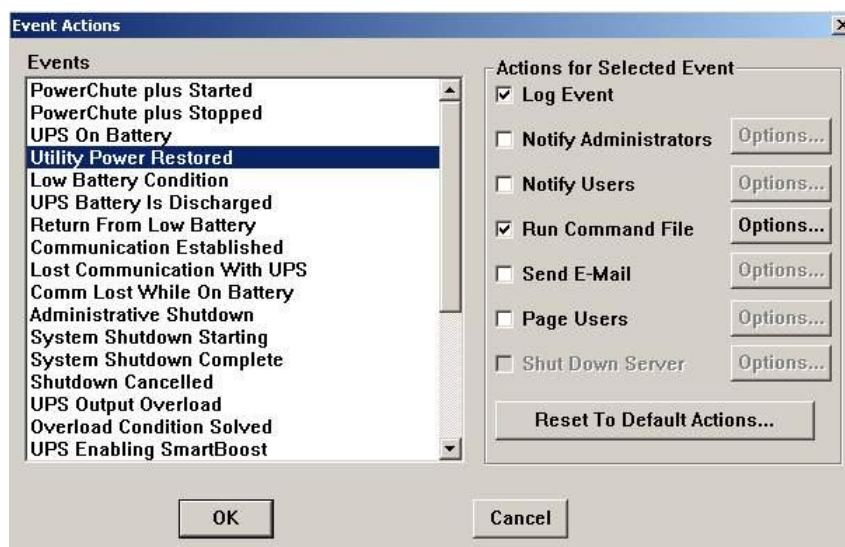 Event Actions
Events
PowerChute plus Started
PowerChute plus Stopped
UPS On Battery
Utility Power Restored
Low Battery Condition
UPS Battery Is Discharged
Return From Low Battery
Communication Established
Lost Communication With UPS
Comm Lost While On Battery
Administrative Shutdown
System Shutdown Starting
System Shutdown Complete
Shutdown Cancelled
UPS Output Overload
Overload Condition Solved
UPS Enabling SmartBoost
Actions for Selected Event
Log Event
Notify Administrators Options...
Notify Users Options...
Run Command File Options...
Send E-Mail Options...
Page Users Options...
Shut Down Server Options...
Reset To Default Actions...
OK Cancel